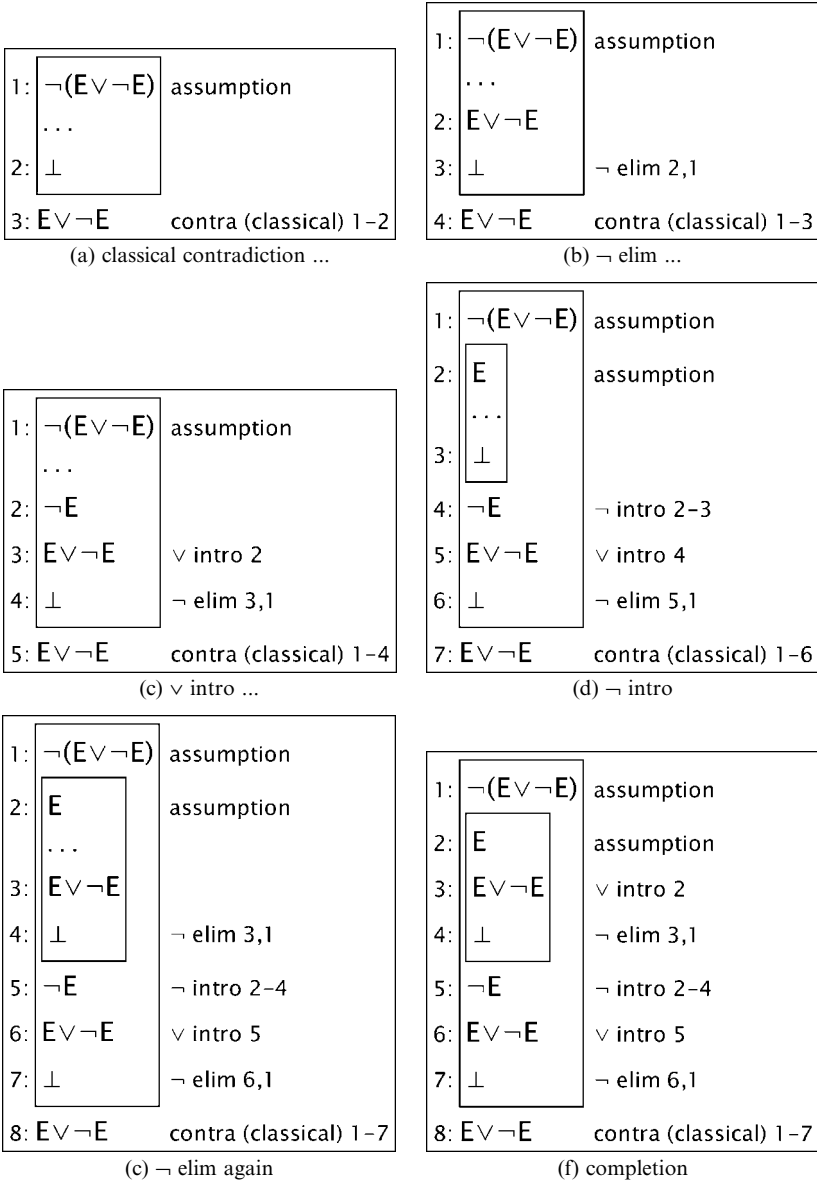 1: ¬(E∨¬E) assumption
...
2: ⊥
3: E∨¬E contra (classical) 1–2
(a) classical contradiction ...
1: ¬(E∨¬E) assumption
...
2: E∨¬E
3: ⊥ ¬ elim 2,1
4: E∨¬E contra (classical) 1–3
(b) ¬ elim ...
1: ¬(E∨¬E) assumption
...
2: ¬E
3: E∨¬E ∨ intro 2
4: ⊥ ¬ elim 3,1
5: E∨¬E contra (classical) 1–4
(c) ∨ intro ...
1: ¬(E∨¬E) assumption
2: E assumption
...
3: ⊥
4: ¬E ¬ intro 2–3
5: E∨¬E ∨ intro 4
6: ⊥ ¬ elim 5,1
7: E∨¬E contra (classical) 1–6
(d) ¬ intro
1: ¬(E∨¬E) assumption
2: E assumption
...
3: E∨¬E
4: ⊥ ¬ elim 3,1
5: ¬E ¬ intro 2–4
6: E∨¬E ∨ intro 5
7: ⊥ ¬ elim 6,1
8: E∨¬E contra (classical) 1–7
(c) ¬ elim again
1: ¬(E∨¬E) assumption
2: E assumption
3: E∨¬E ∨ intro 2
4: ⊥ ¬ elim 3,1
5: ¬E ¬ intro 2–4
6: E∨¬E ∨ intro 5
7: ⊥ ¬ elim 6,1
8: E∨¬E contra (classical) 1–7
(f) completion